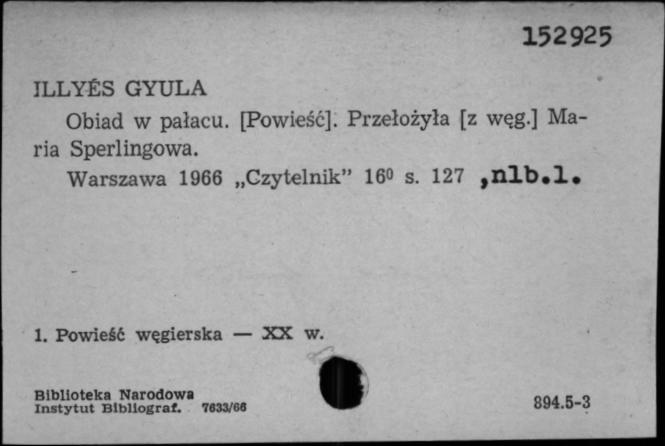 152925
ILLYÉS GYULA
Obiad w pałacu. [Powieść]. Przełożyła [z węg.] Ma-
ria Sperlingowa.
Warszawa 1966 „Czytelnik” 16⁰ s. 127 ,nlb.1.
1. Powieść węgierska — XX w.
Biblioteka Narodowa
Instytut Bibliograf. 7633/66
894.5-3